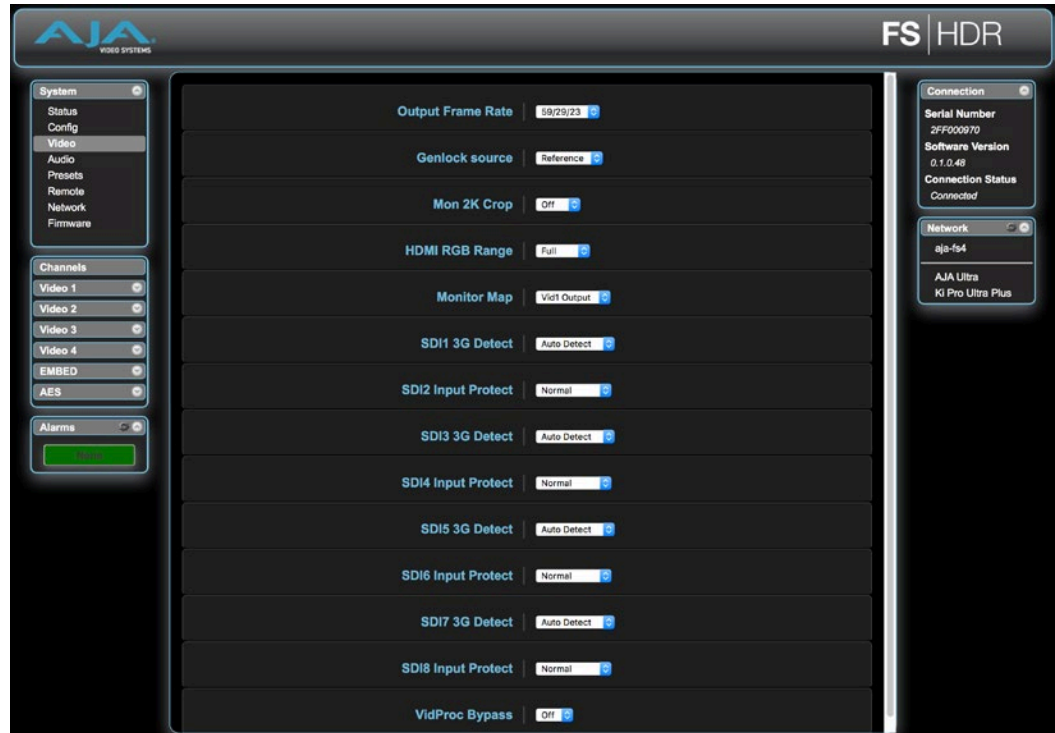 AJA
VIDEO SYSTEMS
FS HDR
System
Status
Config
Video
Audio
Presets
Remote
Network
Firmware
Channels
Video 1
Video 2
Video 3
Video 4
EMBED
AES
Alarms
None
Output Frame Rate 59/29/23
Genlock source Reference
Mon 2K Crop Off
HDMI RGB Range Full
Monitor Map Vid1 Output
SDI1 3G Detect Auto Detect
SDI2 Input Protect Normal
SDI3 3G Detect Auto Detect
SDI4 Input Protect Normal
SDI5 3G Detect Auto Detect
SDI6 Input Protect Normal
SDI7 3G Detect Auto Detect
SDI8 Input Protect Normal
VidProc Bypass Off
Connection
Serial Number
2FF000970
Software Version
0.1.0.48
Connection Status
Connected
Network
aja-fs4
AJA Ultra
Ki Pro Ultra Plus